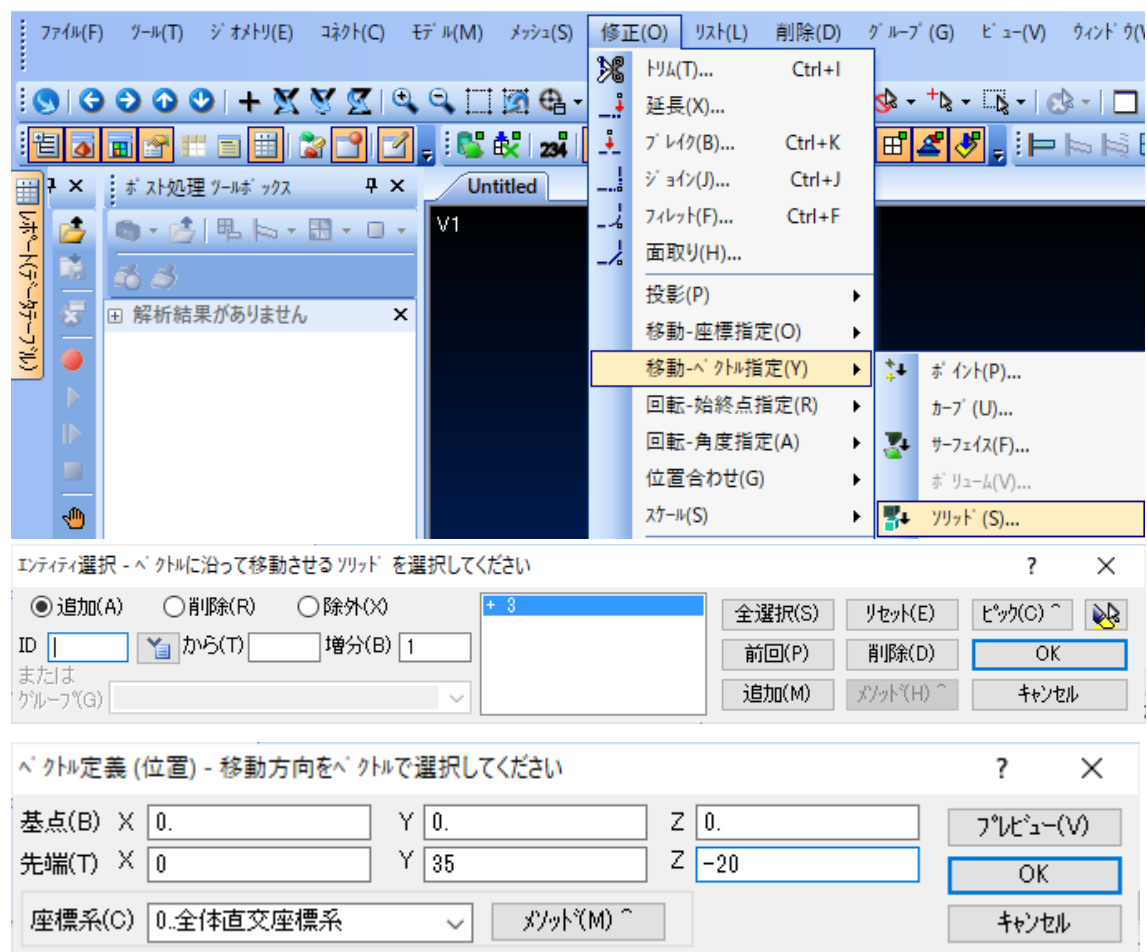 ﾌｧｲﾙ(F) ﾂｰﾙ(T) ｼﾞｵﾒﾄﾘ(E) ｺﾈｸﾄ(C) ﾓﾃﾞﾙ(M) ﾒｯｼｭ(S) 修正(O) ﾘｽﾄ(L) 削除(D) ｸﾞﾙｰﾌﾟ(G) ﾋﾞｭｰ(V) ｳｨﾝﾄﾞｳ(W
ﾄﾘﾑ(T)... Ctrl+I
延長(X)...
ﾌﾞﾚｲｸ(B)... Ctrl+K
234
ｼﾞｮｲﾝ(J)... Ctrl+J
ﾎﾟｽﾄ処理 ﾂｰﾙﾎﾞｯｸｽ
Untitled
ﾚﾎﾟｰﾄ(ﾃﾞｰﾀﾃｰﾌﾞﾙ)
V1
ﾌｨﾚｯﾄ(F)... Ctrl+F
面取り(H)...
解析結果がありません
投影(P)
移動-座標指定(O)
移動-ﾍﾞｸﾄﾙ指定(Y)
回転-始終点指定(R)
回転-角度指定(A)
位置合わせ(G)
ｽｹｰﾙ(S)
ﾎﾟｲﾝﾄ(P)...
ｶｰﾌﾞ(U)...
ｻｰﾌｪｲｽ(F)...
ﾎﾞﾘｭｰﾑ(V)...
ｿﾘｯﾄﾞ(S)...
ｴﾝﾃｨﾃｨ選択 - ﾍﾞｸﾄﾙに沿って移動させる ｿﾘｯﾄﾞ を選択してください ?
追加(A) 削除(R) 除外(X) + 3 全選択(S) ﾘｾｯﾄ(E) ﾋﾟｯｸ(C) ^
ID から(T) 増分(B) 1 前回(P) 削除(D) OK
または
ｸﾞﾙｰﾌﾟ(G) 追加(M) ﾒｿｯﾄﾞ(H) ^ ｷｬﾝｾﾙ
ﾍﾞｸﾄﾙ定義 (位置) - 移動方向をﾍﾞｸﾄﾙで選択してください ?
基点(B) X 0. Y 0. Z 0. ﾌﾟﾚﾋﾞｭｰ(V)
先端(T) X 0 Y 35 Z -20 OK
座標系(C) 0..全体直交座標系 ﾒｿｯﾄﾞ(M) ^ ｷｬﾝｾﾙ